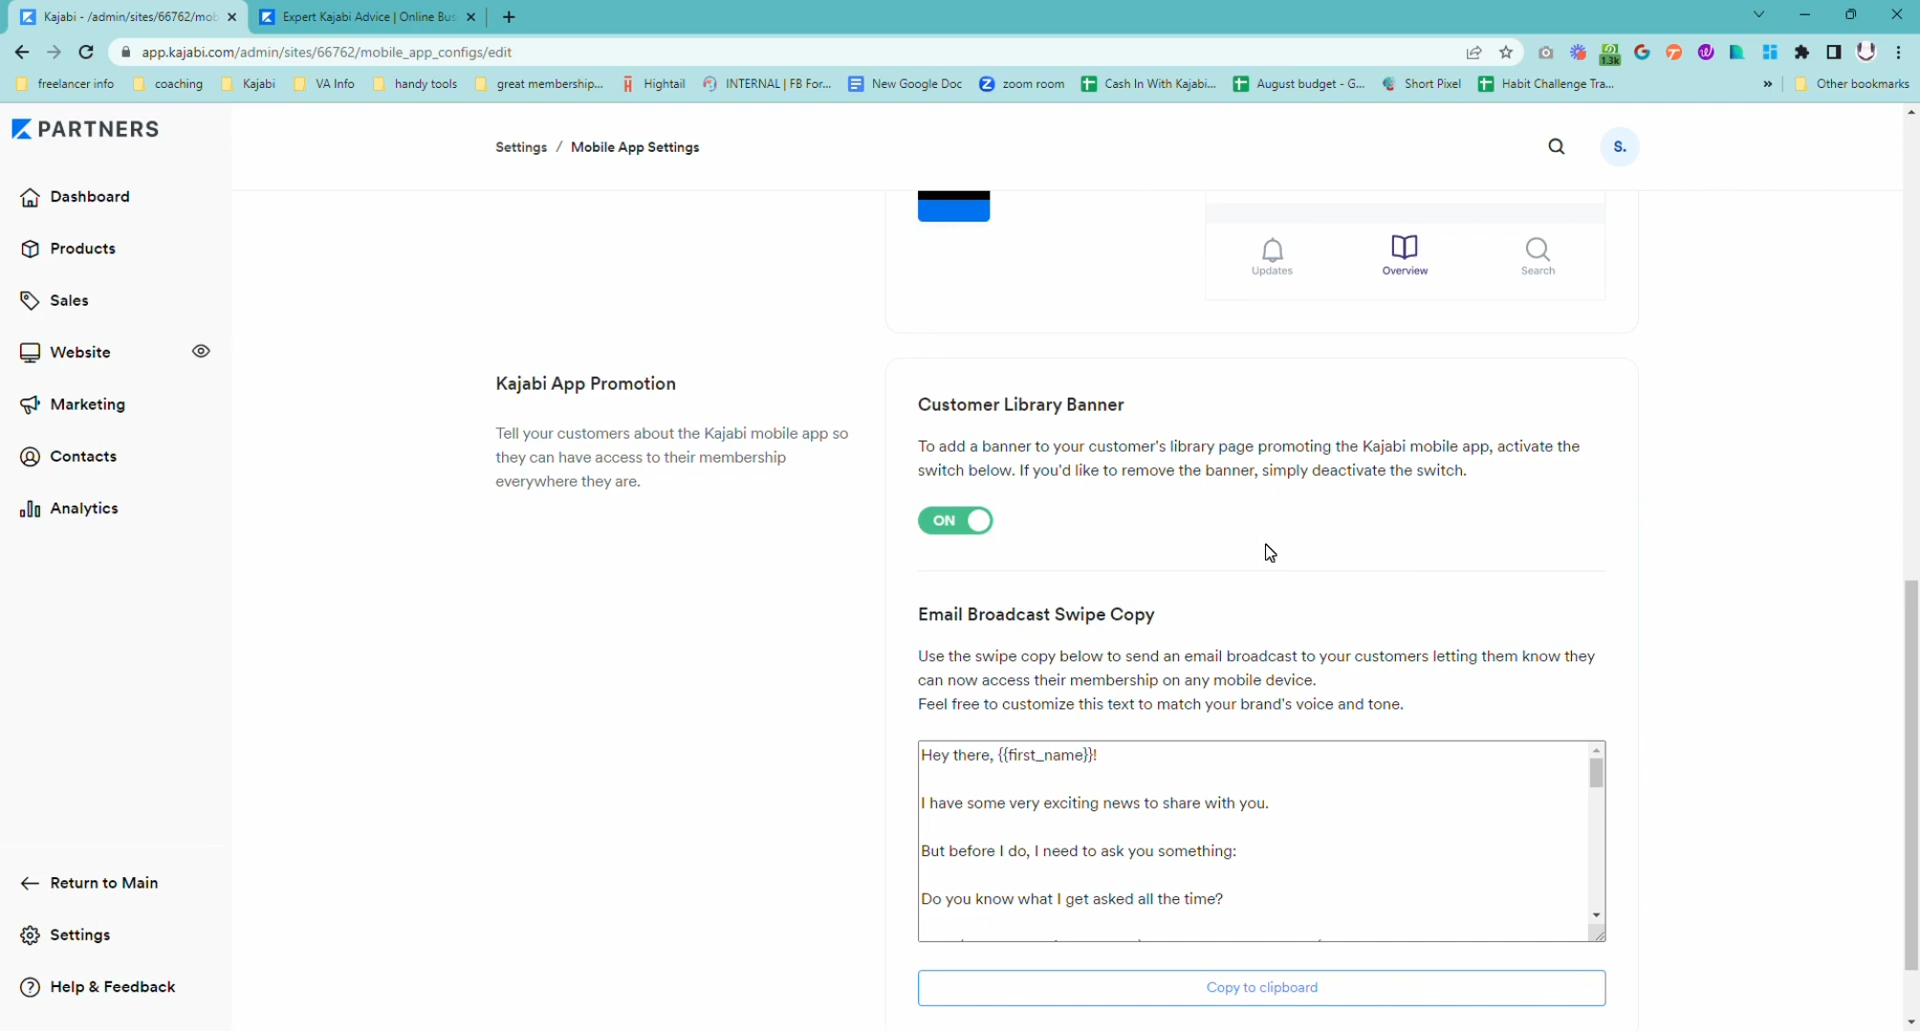 Kajabi - /admin/sites/66762/mob
Expert Kajabi Advice | Online Bus
app.kajabi.com/admin/sites/66762/mobile_app_configs/edit
1.3k
freelancer info
coaching
Kajabi
VA Info
handy tools
great membership...
Hightail
INTERNAL | FB For...
New Google Doc
zoom room
Cash In With Kajabi...
August budget - G...
Short Pixel
Habit Challenge Tra...
»
Other bookmarks
PARTNERS
Settings / Mobile App Settings
S.
Dashboard
Products
Sales
Website
Marketing
Contacts
Analytics
Return to Main
Settings
Help & Feedback
Updates
Overview
Search
Kajabi App Promotion
Tell your customers about the Kajabi mobile app so
they can have access to their membership
everywhere they are.
Customer Library Banner
To add a banner to your customer's library page promoting the Kajabi mobile app, activate the
switch below. If you'd like to remove the banner, simply deactivate the switch.
ON
Email Broadcast Swipe Copy
Use the swipe copy below to send an email broadcast to your customers letting them know they
can now access their membership on any mobile device.
Feel free to customize this text to match your brand's voice and tone.
Hey there, {{first_name}}!
I have some very exciting news to share with you.
But before I do, I need to ask you something:
Do you know what I get asked all the time?
Copy to clipboard